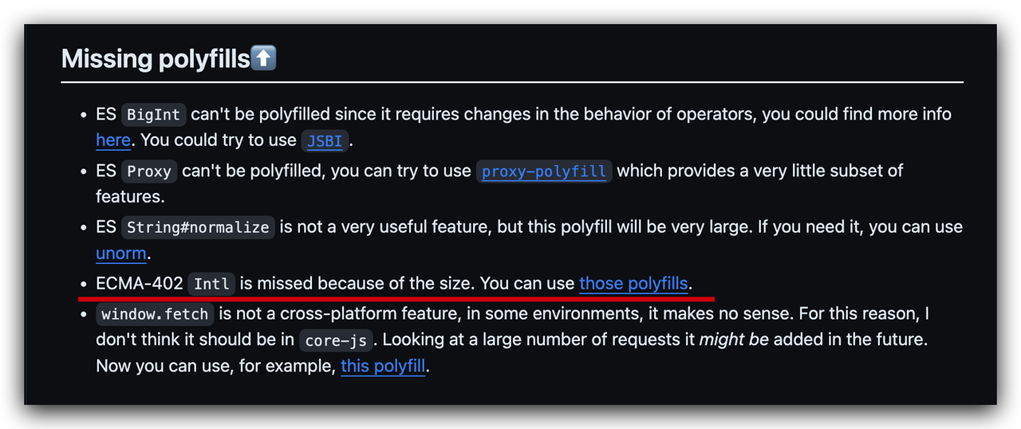 Missing polyfills⬆️
• ES BigInt can't be polyfilled since it requires changes in the behavior of operators, you could find more info
here. You could try to use JSBI.
• ES Proxy can't be polyfilled, you can try to use proxy-polyfill which provides a very little subset of
features.
• ES String#normalize is not a very useful feature, but this polyfill will be very large. If you need it, you can use
unorm.
• ECMA-402 Intl is missed because of the size. You can use those polyfills.
• window.fetch is not a cross-platform feature, in some environments, it makes no sense. For this reason, I
don't think it should be in core-js. Looking at a large number of requests it might be added in the future.
Now you can use, for example, this polyfill.